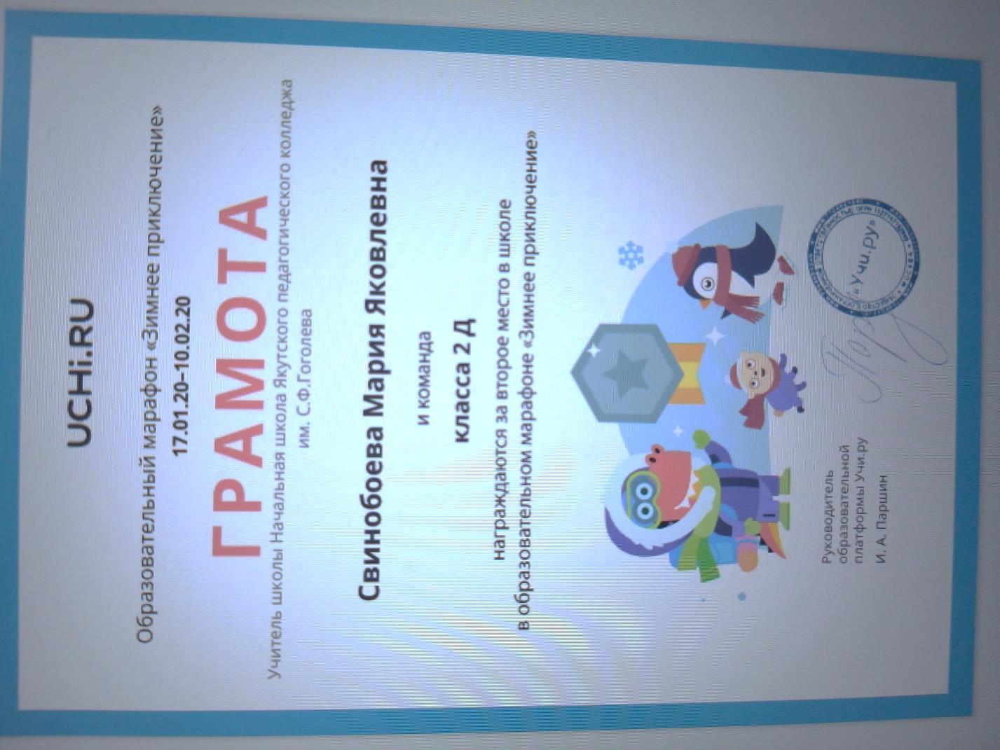 UCHi.RU
Образовательный марафон «Зимнее приключение»
17.01.20–10.02.20
ГРАМОТА
Учитель школы Начальная школа Якутского педагогического колледжа
им. С.Ф.Гоголева
Свинобоева Мария Яковлевна
и команда
класса 2 Д
награждаются за второе место в школе
в образовательном марафоне «Зимнее приключение»
Руководитель
образовательной
платформы Учи.ру
И. А. Паршин
«Учи.ру»